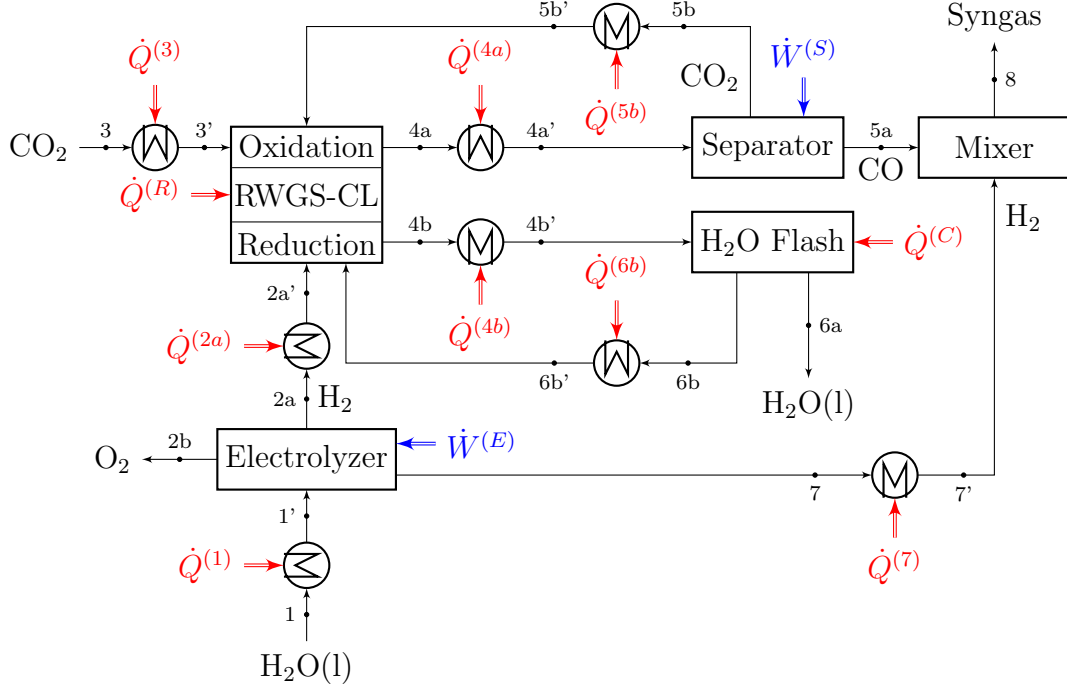 5b’ 5b Syngas
Q̇⁽³⁾ Q̇⁽⁴ᵃ⁾ Ẇ⁽ˢ⁾
CO₂ 8
Q̇⁽⁵ᵇ⁾
CO₂ 3 3’ Oxidation 4a 4a’ Separator 5a CO Mixer
Q̇⁽ᴿ⁾ RWGS-CL
Reduction 4b 4b’ H₂O Flash Q̇⁽ꟲ⁾ H₂
Q̇⁽⁶ᵇ⁾
2a’
Q̇⁽⁴ᵇ⁾ 6a
Q̇⁽²ᵃ⁾
6b’ 6b
2a H₂ H₂O(l)
O₂ 2b Electrolyzer Ẇ⁽ᴱ⁾
7 7’
1’
Q̇⁽¹⁾ Q̇⁽⁷⁾
1
H₂O(l)